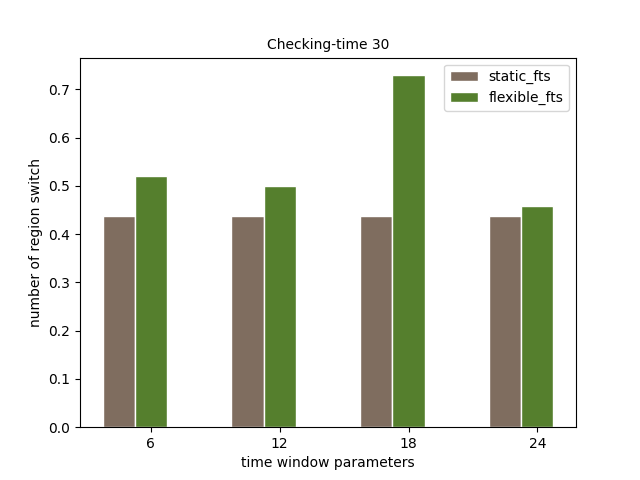 Checking-time 30
static_fts
flexible_fts
number of region switch
0.7
0.6
0.5
0.4
0.3
0.2
0.1
0.0
6 12 18 24
time window parameters